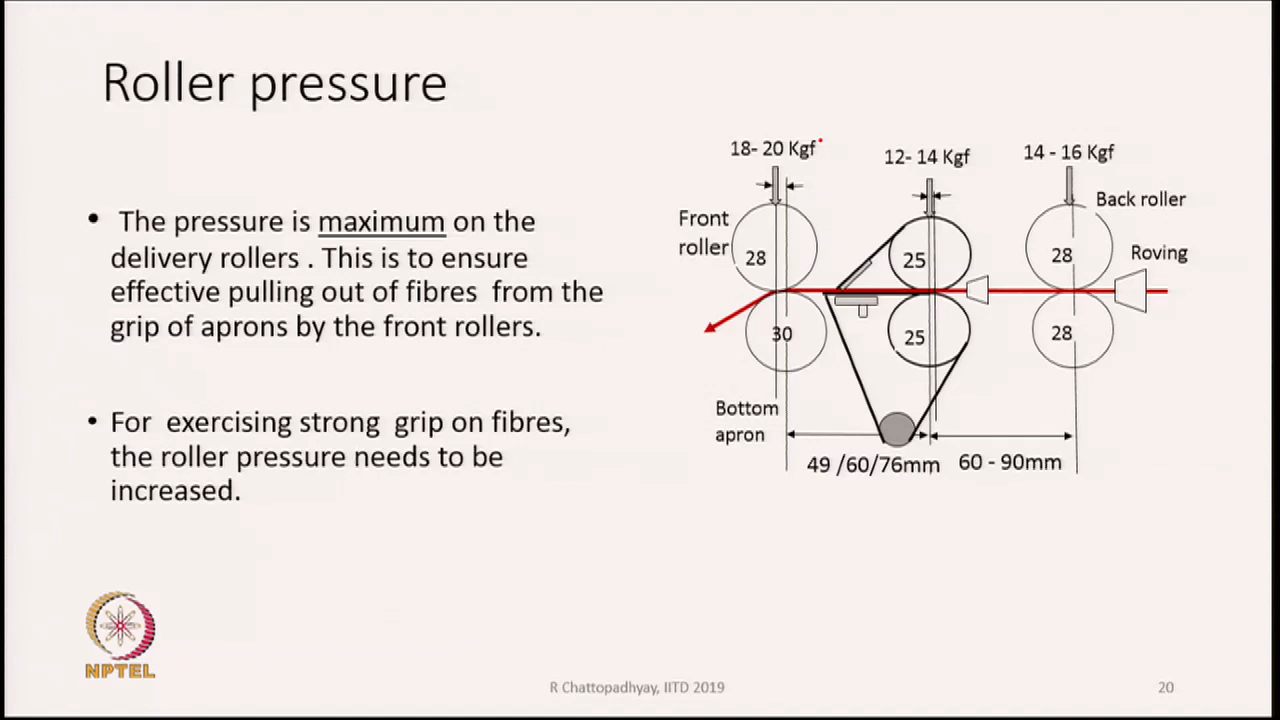 Roller pressure
• The pressure is maximum on the
delivery rollers . This is to ensure
effective pulling out of fibres from the
grip of aprons by the front rollers.
• For exercising strong grip on fibres,
the roller pressure needs to be
increased.
18- 20 Kgf
12- 14 Kgf
14 - 16 Kgf
Back roller
Front
roller
28
25
28
Roving
30
25
28
Bottom
apron
49 /60/76mm
60 - 90mm
NPTEL
R Chattopadhyay, IITD 2019
20